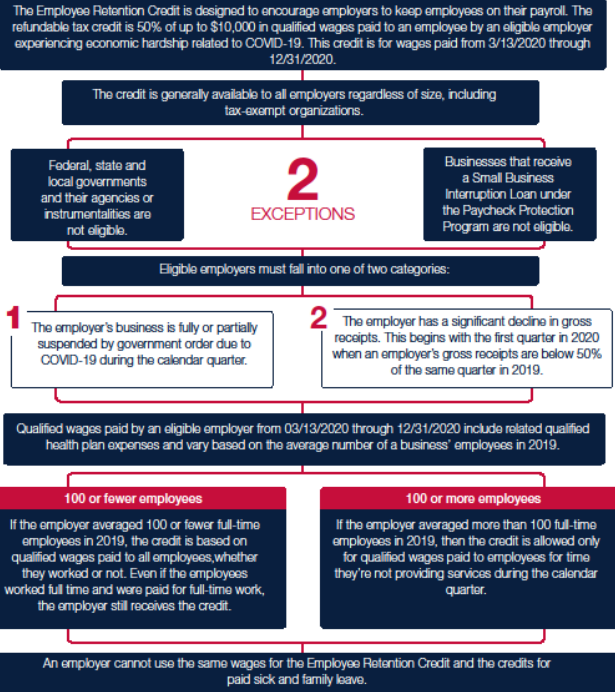 The Employee Retention Credit is designed to encourage employers to keep employees on their payroll. The
refundable tax credit is 50% of up to $10,000 in qualified wages paid to an employee by an eligible employer
experiencing economic hardship related to COVID-19. This credit is for wages paid from 3/13/2020 through
12/31/2020.
The credit is generally available to all employers regardless of size, including
tax-exempt organizations.
Federal, state and
local governments
and their agencies or
instrumentalities are
not eligible.
2
EXCEPTIONS
Businesses that receive
a Small Business
Interruption Loan under
the Paycheck Protection
Program are not eligible.
Eligible employers must fall into one of two categories:
1
The employer's business is fully or partially
suspended by government order due to
COVID-19 during the calendar quarter.
2
The employer has a significant decline in gross
receipts. This begins with the first quarter in 2020
when an employer's gross receipts are below 50%
of the same quarter in 2019.
Qualified wages paid by an eligible employer from 03/13/2020 through 12/31/2020 include related qualified
health plan expenses and vary based on the average number of a business' employees in 2019.
100 or fewer employees
If the employer averaged 100 or fewer full-time
employees in 2019, the credit is based on
qualified wages paid to all employees,whether
they worked or not. Even if the employees
worked full time and were paid for full-time work,
the employer still receives the credit.
100 or more employees
If the employer averaged more than 100 full-time
employees in 2019, then the credit is allowed only
for qualified wages paid to employees for time
they're not providing services during the calendar
quarter.
An employer cannot use the same wages for the Employee Retention Credit and the credits for
paid sick and family leave.